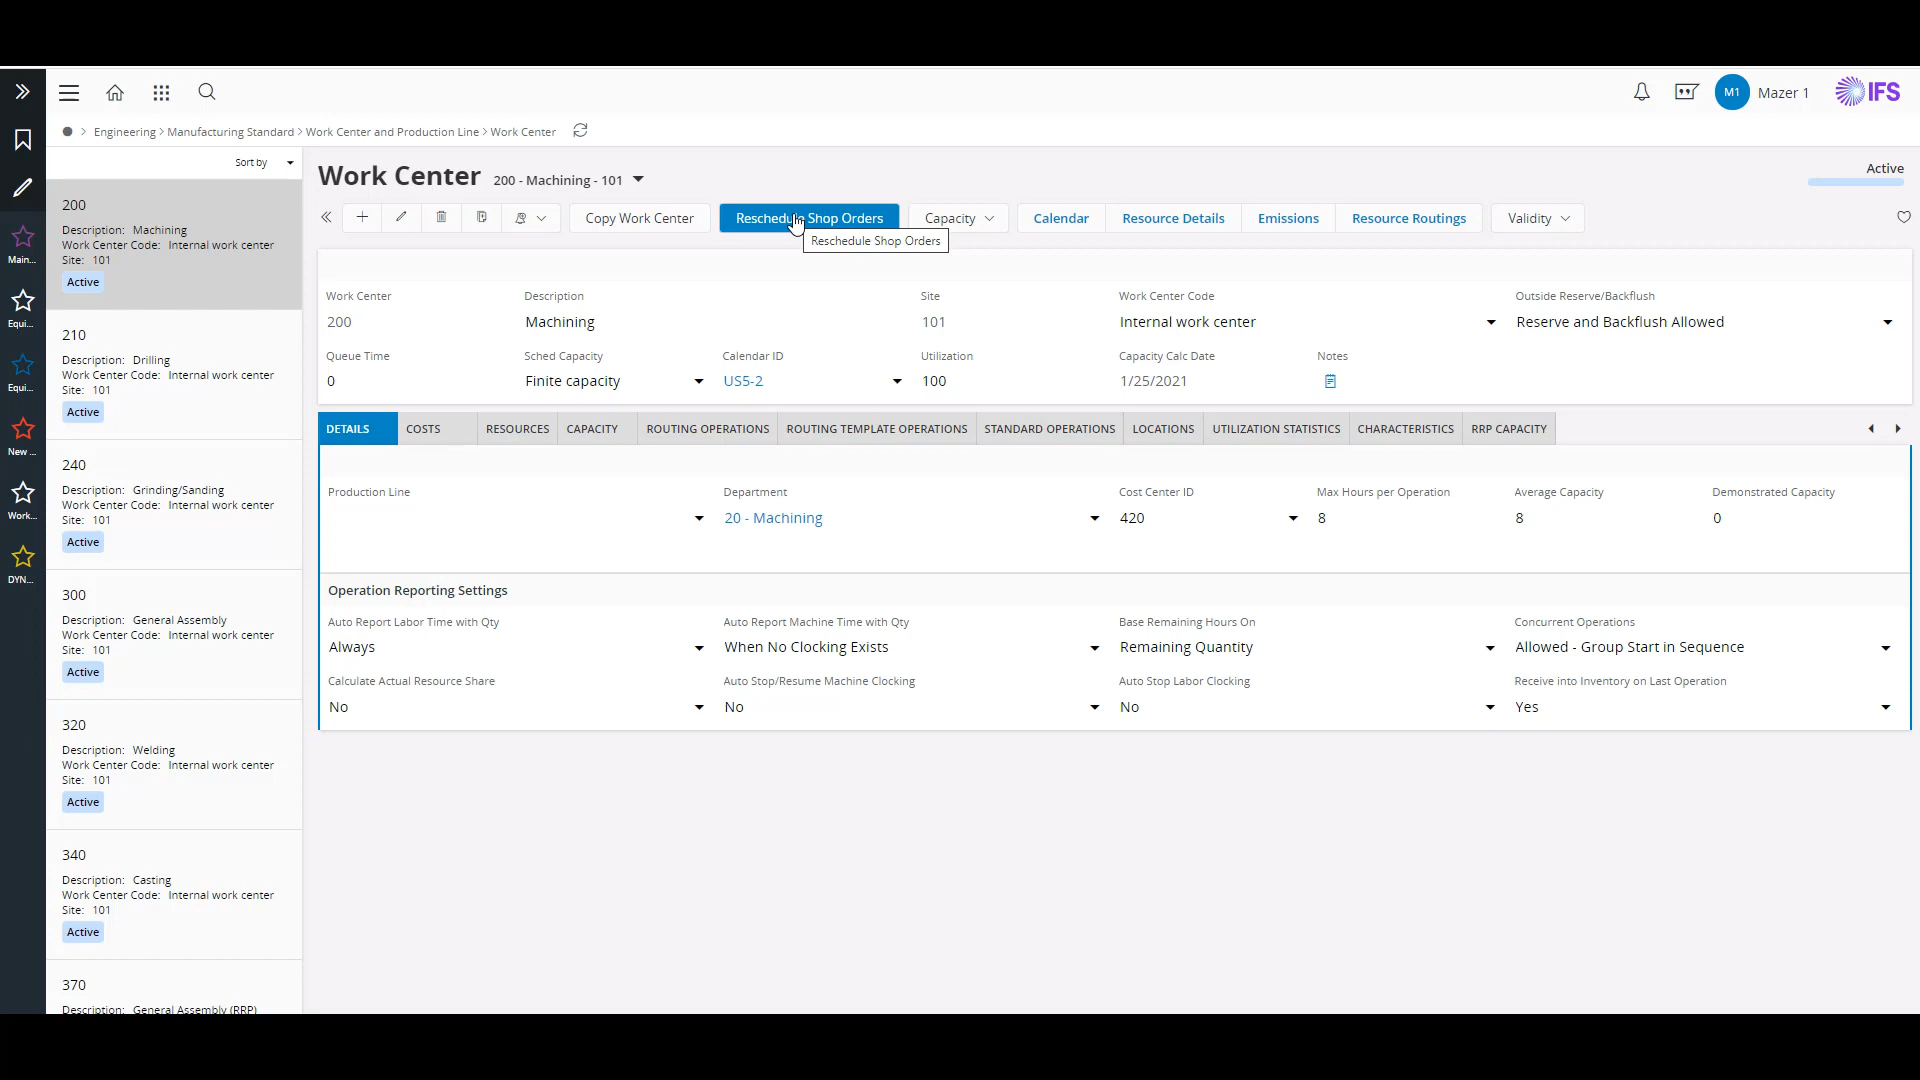 M1 Mazer 1 IFS
Engineering > Manufacturing Standard > Work Center and Production Line > Work Center
Sort by
200
Description: Machining
Work Center Code: Internal work center
Site: 101
Active
210
Description: Drilling
Work Center Code: Internal work center
Site: 101
Active
240
Description: Grinding/Sanding
Work Center Code: Internal work center
Site: 101
Active
300
Description: General Assembly
Work Center Code: Internal work center
Site: 101
Active
320
Description: Welding
Work Center Code: Internal work center
Site: 101
Active
340
Description: Casting
Work Center Code: Internal work center
Site: 101
Active
370
Description: General Assembly (RRP)
Main...
Equi...
Equi...
New ...
Work...
DYN...
Work Center 200 - Machining - 101
Active
Copy Work Center Reschedule Shop Orders Capacity Calendar Resource Details Emissions Resource Routings Validity
Reschedule Shop Orders
Work Center Description Site Work Center Code Outside Reserve/Backflush
200 Machining 101 Internal work center Reserve and Backflush Allowed
Queue Time Sched Capacity Calendar ID Utilization Capacity Calc Date Notes
0 Finite capacity US5-2 100 1/25/2021
DETAILS COSTS RESOURCES CAPACITY ROUTING OPERATIONS ROUTING TEMPLATE OPERATIONS STANDARD OPERATIONS LOCATIONS UTILIZATION STATISTICS CHARACTERISTICS RRP CAPACITY
Production Line Department Cost Center ID Max Hours per Operation Average Capacity Demonstrated Capacity
20 - Machining 420 8 8 0
Operation Reporting Settings
Auto Report Labor Time with Qty Auto Report Machine Time with Qty Base Remaining Hours On Concurrent Operations
Always When No Clocking Exists Remaining Quantity Allowed - Group Start in Sequence
Calculate Actual Resource Share Auto Stop/Resume Machine Clocking Auto Stop Labor Clocking Receive into Inventory on Last Operation
No No No Yes